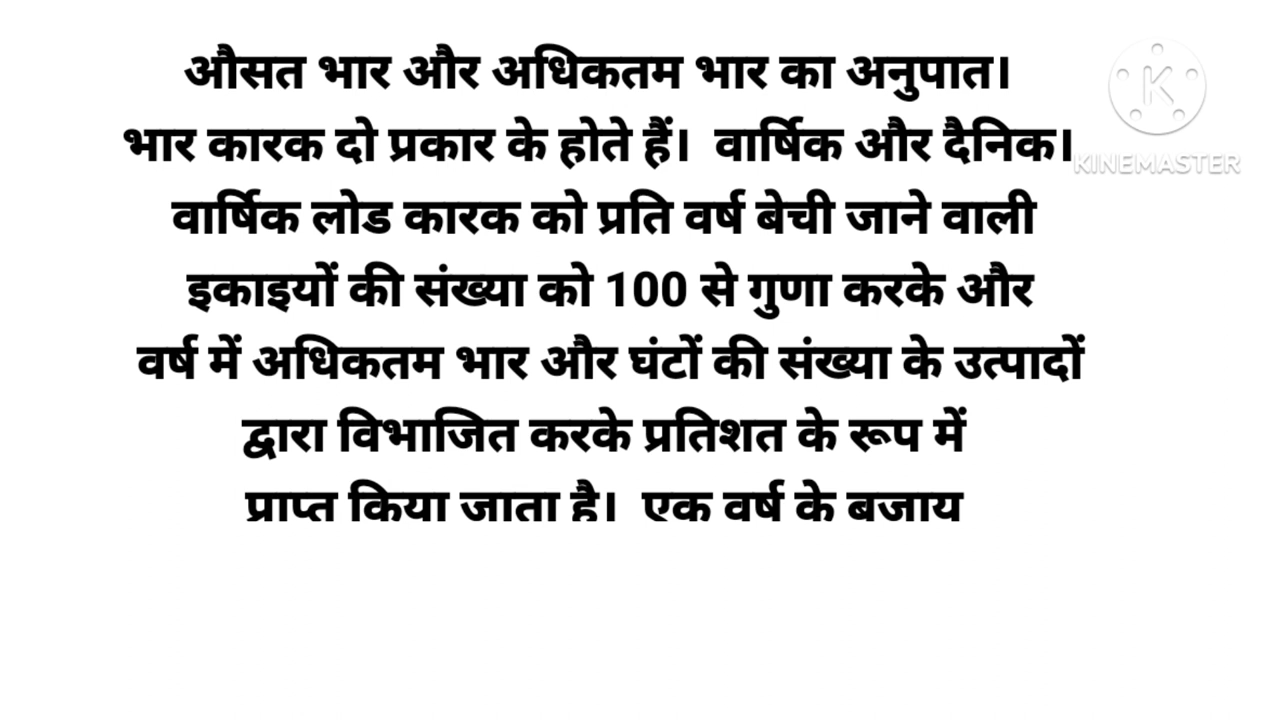 औसत भार और अधिकतम भार का अनुपात।
भार कारक दो प्रकार के होते हैं। वार्षिक और दैनिक।
वार्षिक लोड कारक को प्रति वर्ष बेची जाने वाली
इकाइयों की संख्या को 100 से गुणा करके और
वर्ष में अधिकतम भार और घंटों की संख्या के उत्पादों
द्वारा विभाजित करके प्रतिशत के रूप में
प्राप्त किया जाता है। एक वर्ष के बजाय
K
KINEMASTER